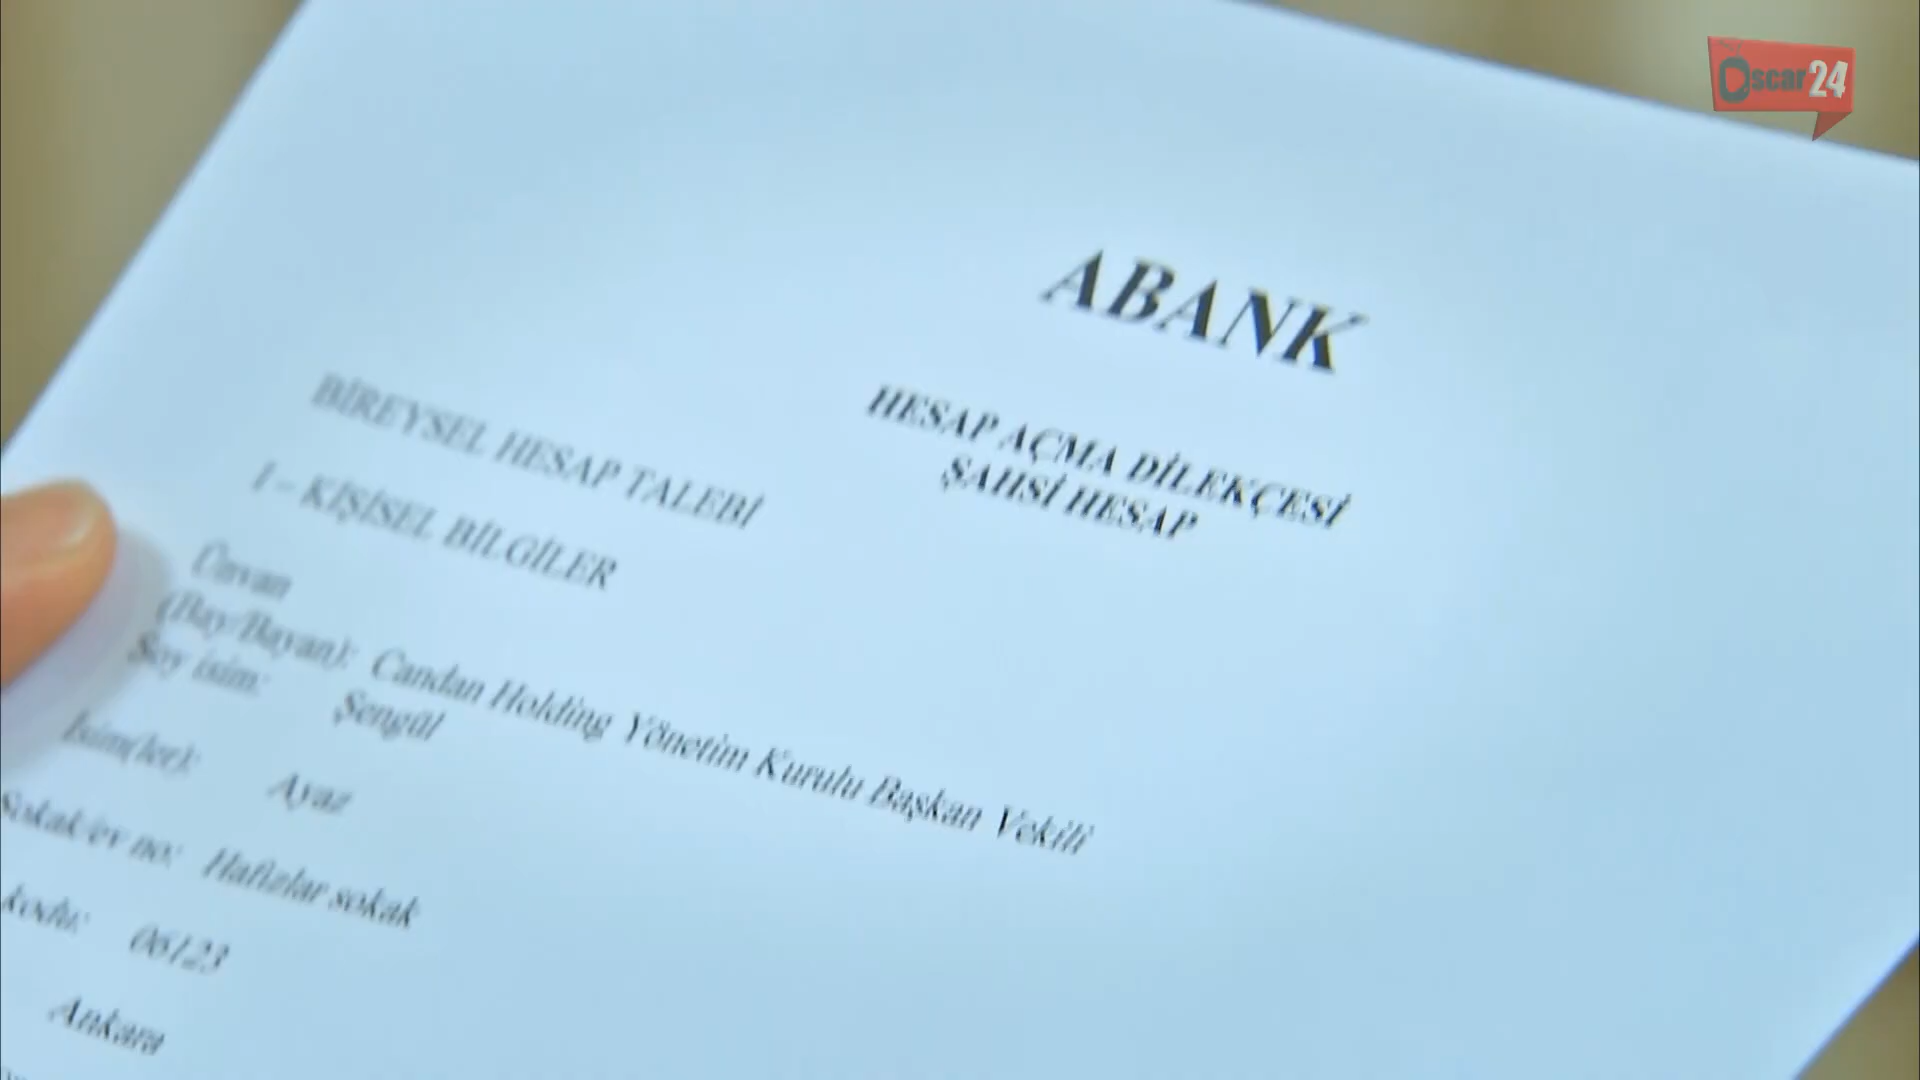 Oscar24
ABANK
HESAP AÇMA DİLEKÇESİ
ŞAHSİ HESAP
BİREYSEL HESAP TALEBİ
I – KİŞİSEL BİLGİLER
Ünvan
(Bay/Bayan): Candan Holding Yönetim Kurulu Başkan Vekili
Soy isim: Şengül
İsim(ler): Ayaz
Sokak/ev no: Hafızlar sokak
kodu: 06123
Ankara